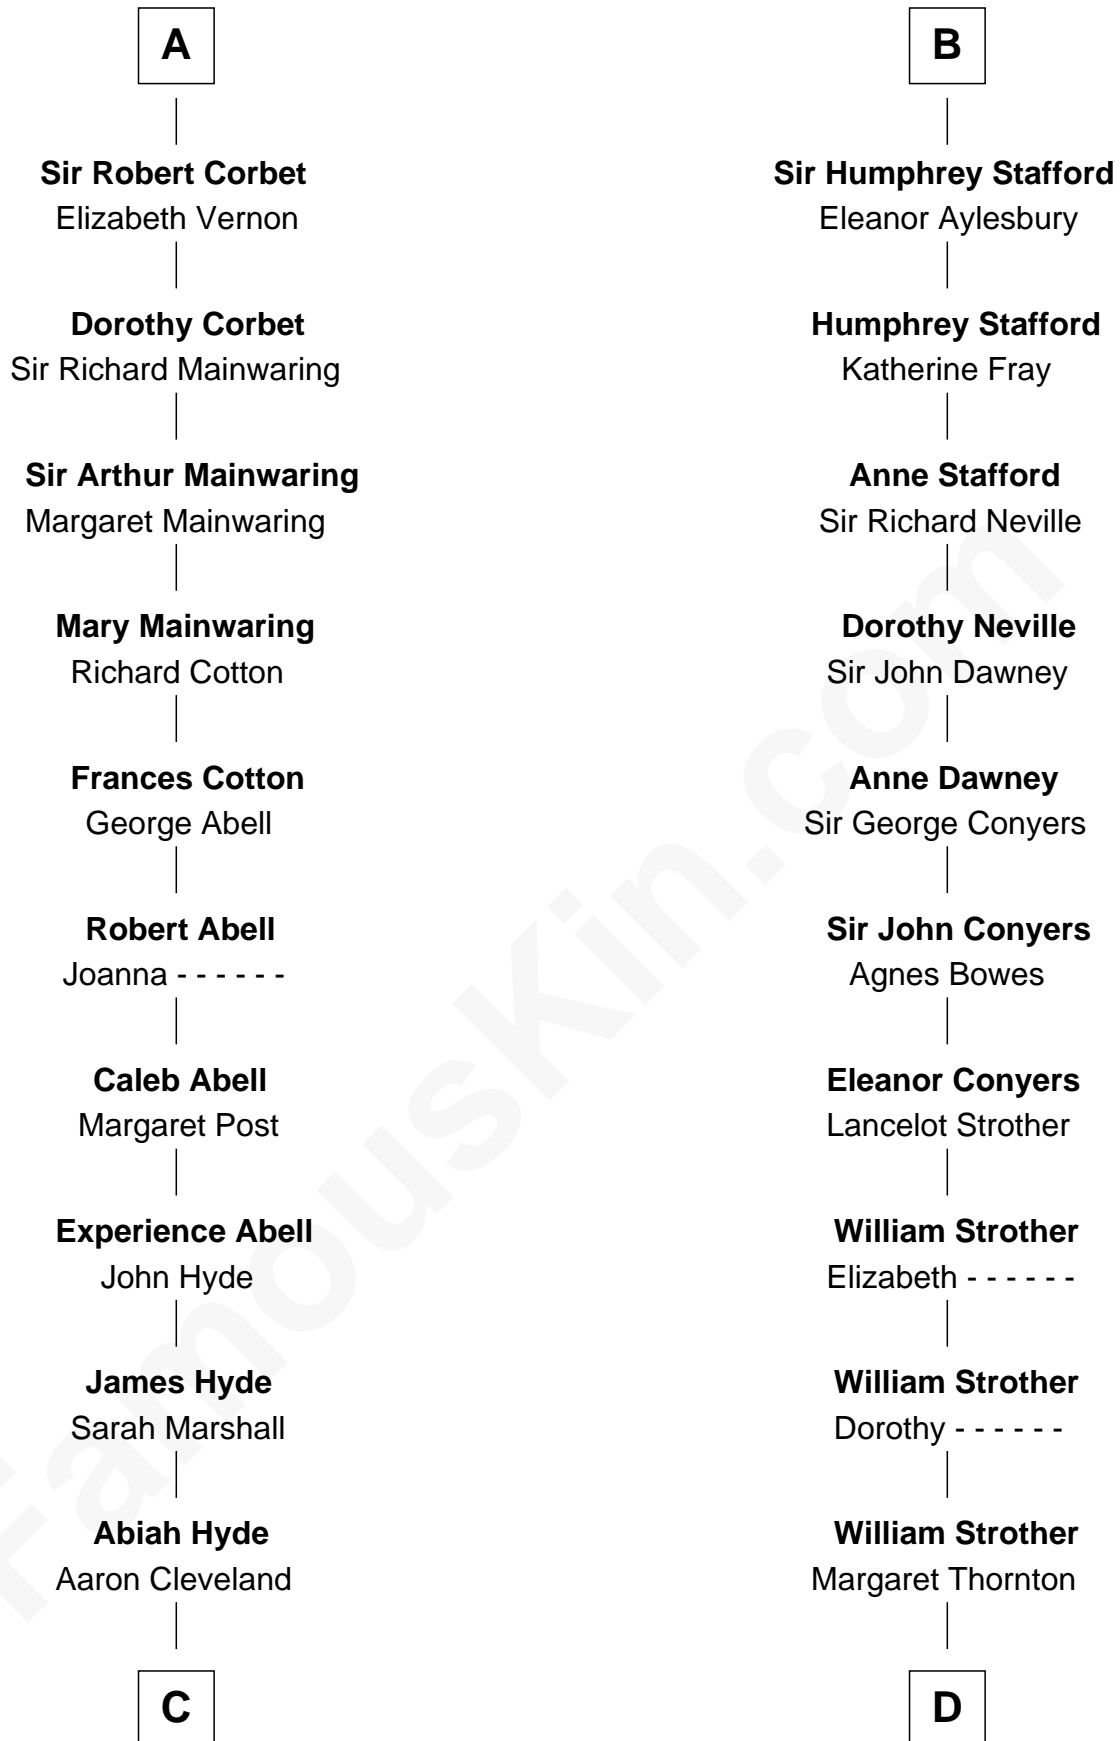 A
Sir Robert Corbet
Elizabeth Vernon
Dorothy Corbet
Sir Richard Mainwaring
Sir Arthur Mainwaring
Margaret Mainwaring
Mary Mainwaring
Richard Cotton
Frances Cotton
George Abell
Robert Abell
Joanna - - - - - -
Caleb Abell
Margaret Post
Experience Abell
John Hyde
James Hyde
Sarah Marshall
Abiah Hyde
Aaron Cleveland
C
B
Sir Humphrey Stafford
Eleanor Aylesbury
Humphrey Stafford
Katherine Fray
Anne Stafford
Sir Richard Neville
Dorothy Neville
Sir John Dawney
Anne Dawney
Sir George Conyers
Sir John Conyers
Agnes Bowes
Eleanor Conyers
Lancelot Strother
William Strother
Elizabeth - - - - - -
William Strother
Dorothy - - - - - -
William Strother
Margaret Thornton
D
FamousKin.com